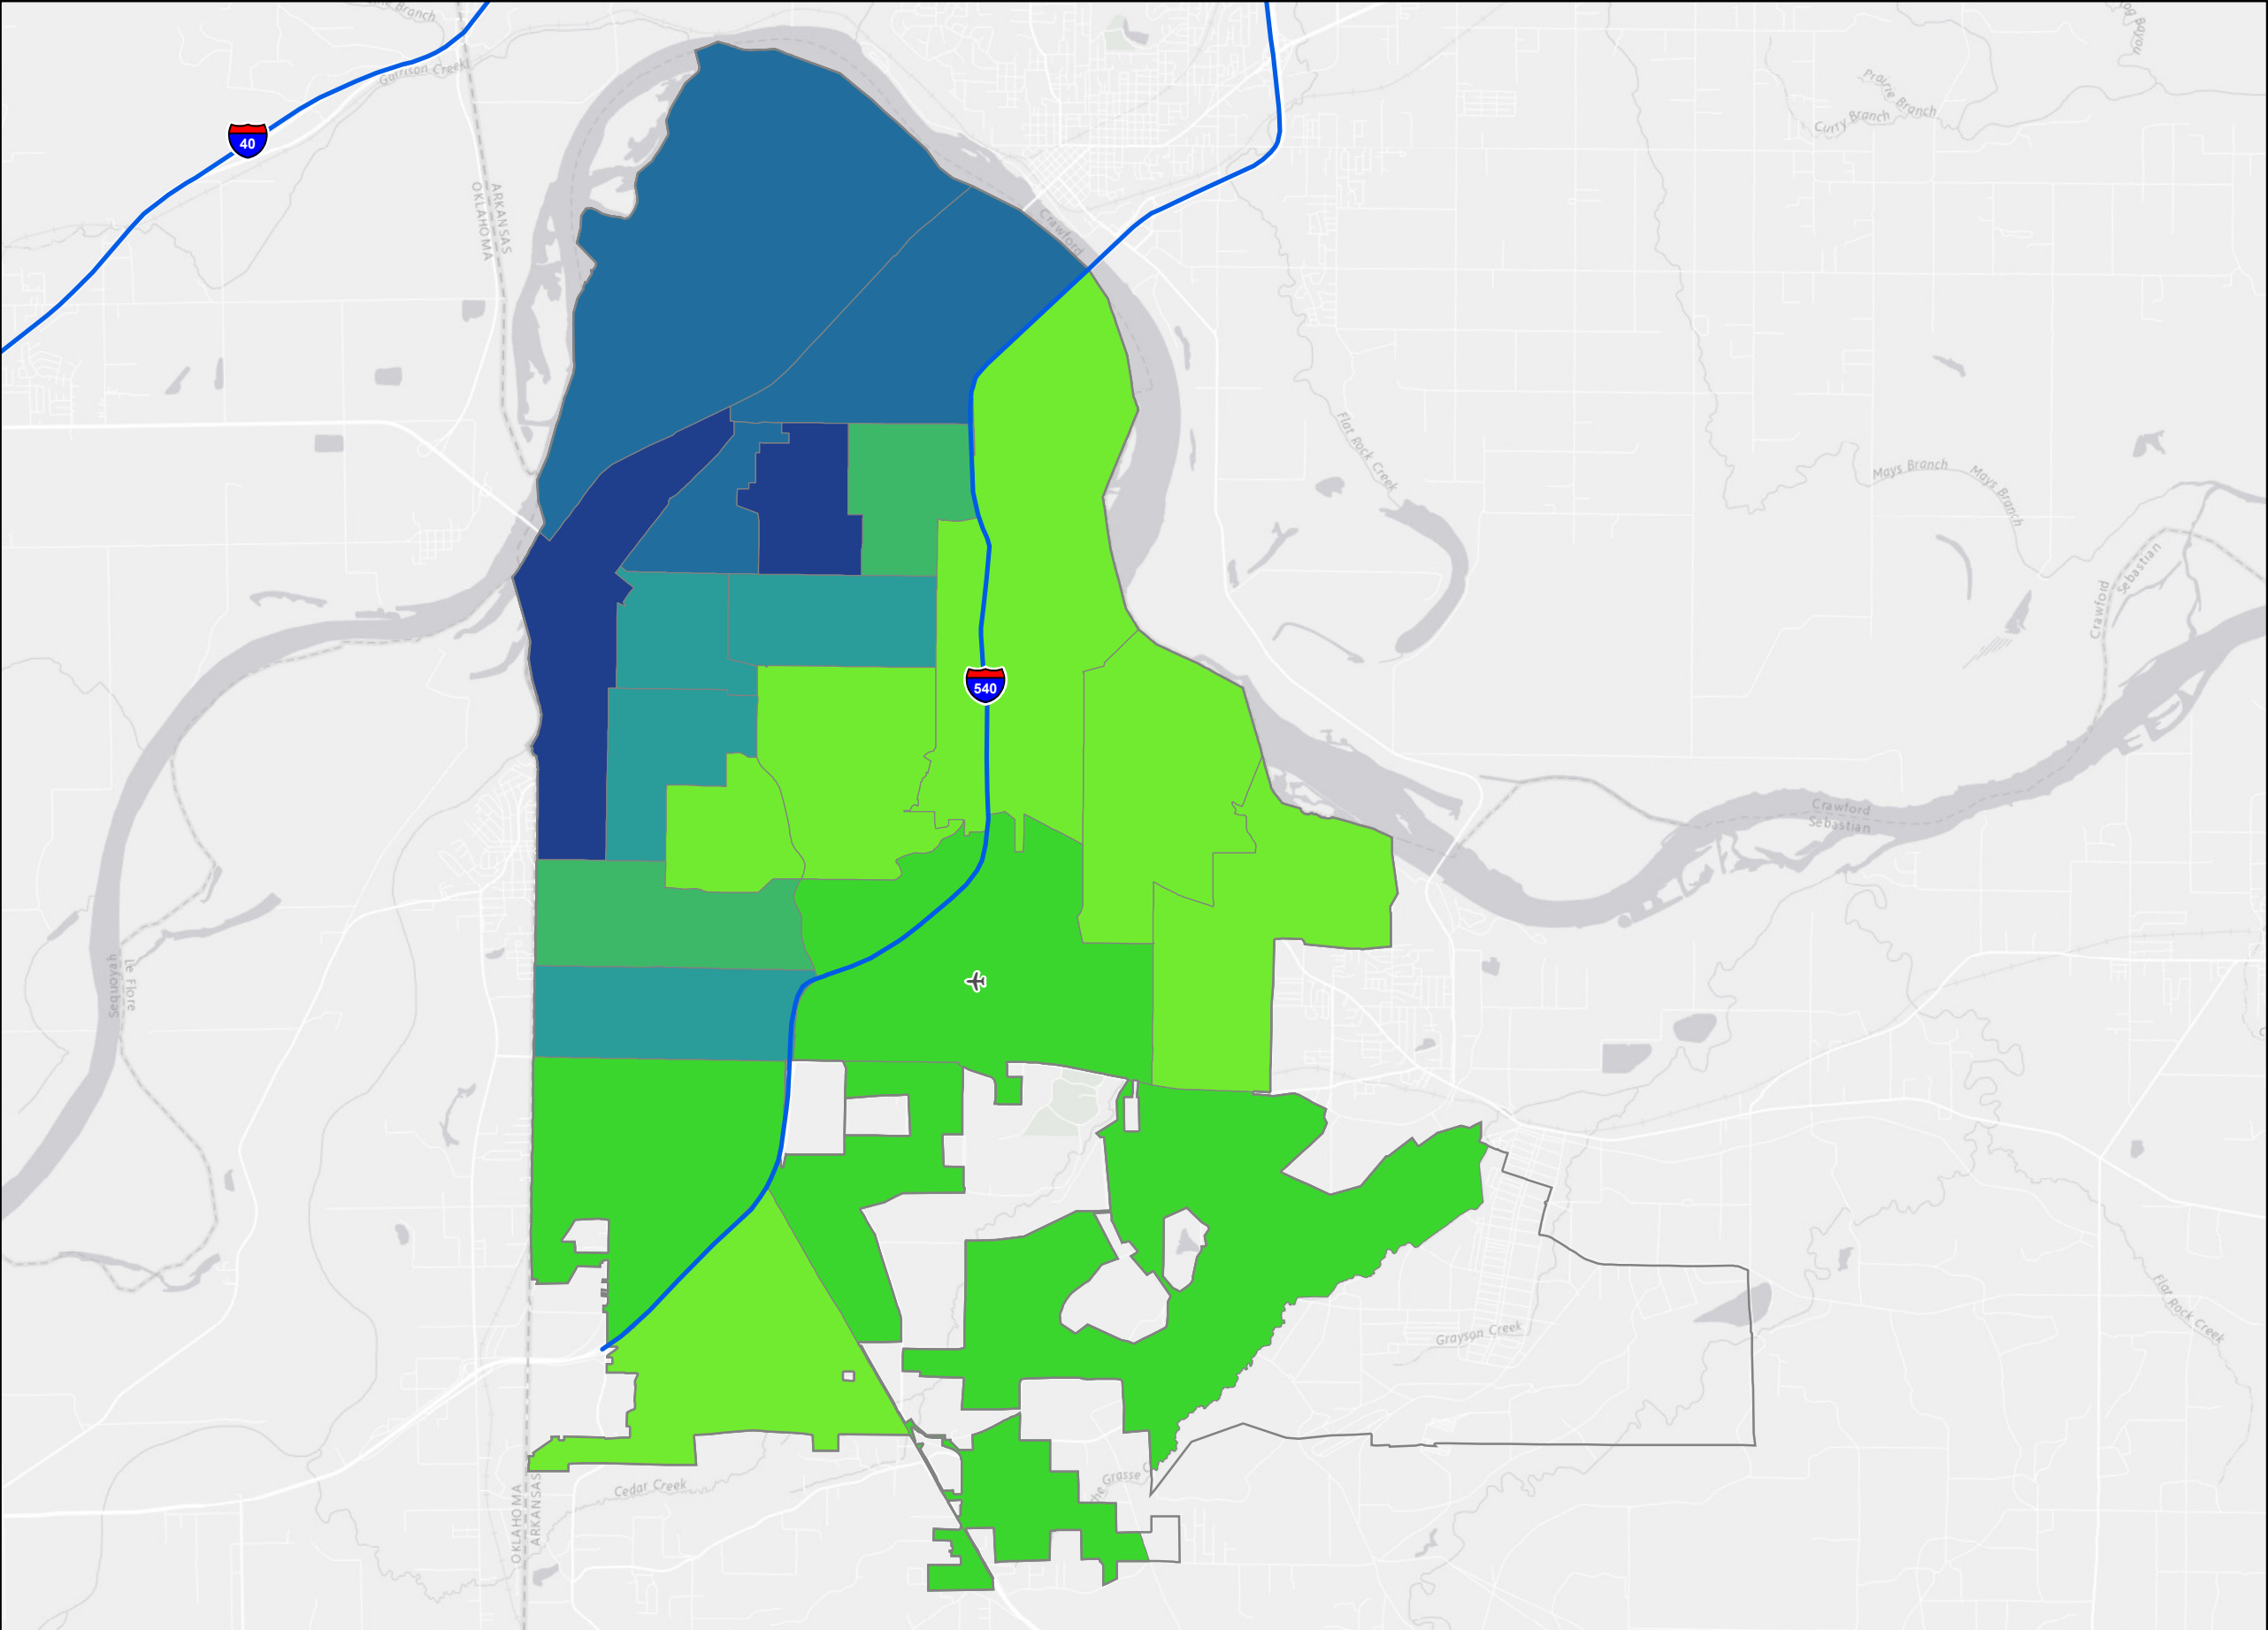 Garrison Creek
40
ARKANSAS
OKLAHOMA
Crawford
Prairie Branch
Curry Branch
Flat Rock Creek
Mays Branch
Mays Branch
Crawford
Sebastian
540
Crawford
Sebastian
Sequoyah
Le Flore
Grayson Creek
Flat Rock Creek
Cedar Creek
OKLAHOMA
ARKANSAS
Grasse